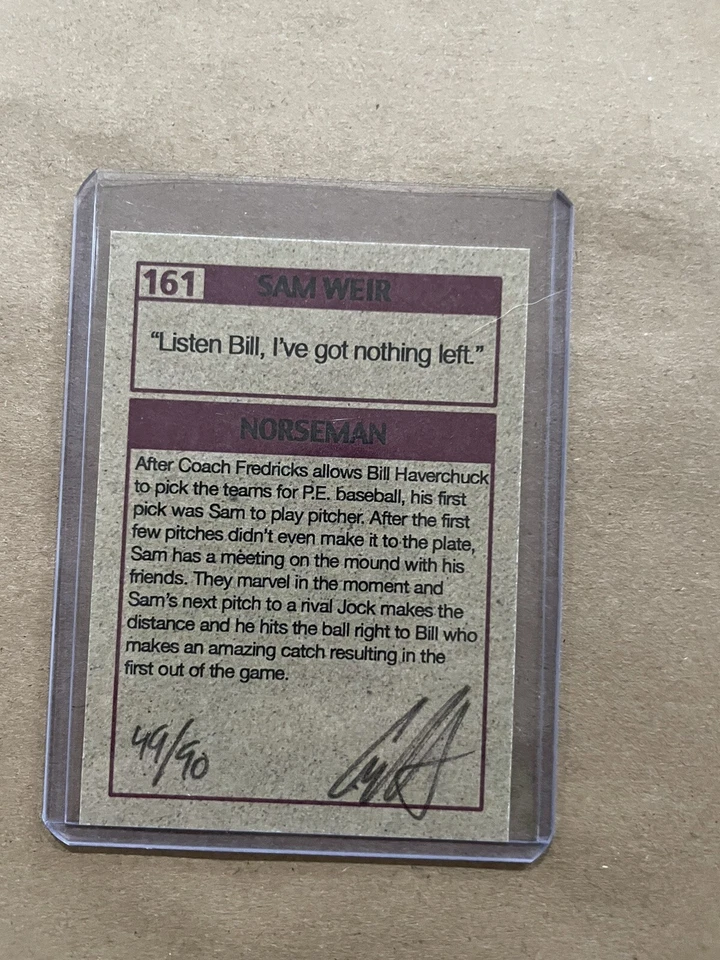 161 SAM WEIR
“Listen Bill, I’ve got nothing left.”
NORSEMAN
After Coach Fredricks allows Bill Haverchuck
to pick the teams for P.E. baseball, his first
pick was Sam to play pitcher. After the first
few pitches didn’t even make it to the plate,
Sam has a meeting on the mound with his
friends. They marvel in the moment and
Sam’s next pitch to a rival Jock makes the
distance and he hits the ball right to Bill who
makes an amazing catch resulting in the
first out of the game.
49/90